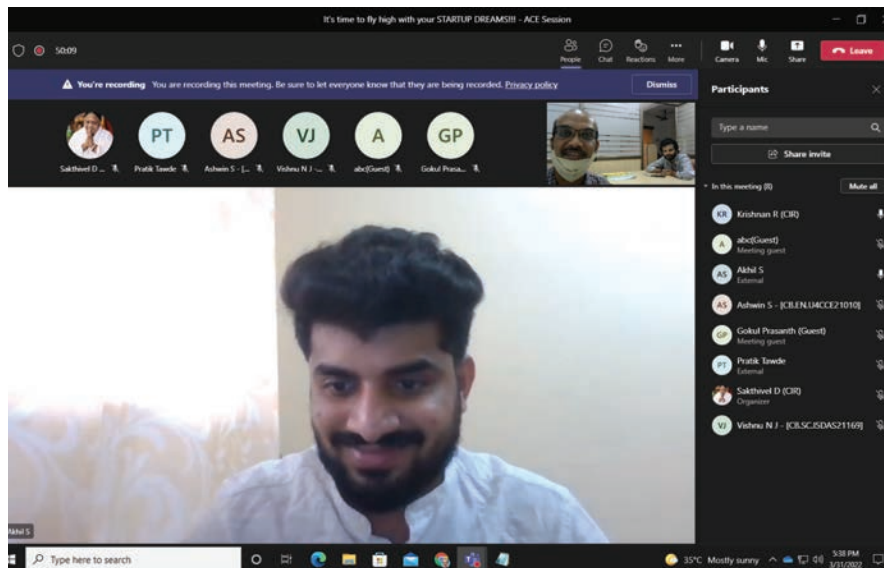 It's time to fly high with your STARTUP DREAMS!!! - ACE Session
50:09
People
Chat
Reactions
More
Camera
Mic
Share
Leave
You're recording You are recording this meeting. Be sure to let everyone know that they are being recorded. Privacy policy
Dismiss
PT
AS
VJ
A
GP
Sakthivel D ...
Pratik Tawde
Ashwin S - [...
Vishnu N J -...
abc(Guest)
Gokul Prasa...
Akhil S
Participants
Type a name
Share invite
In this meeting (8)
Mute all
KR
Krishnan R (CIR)
A
abc(Guest)
Meeting guest
AS
Akhil S
External
AS
Ashwin S - [CB.EN.U4CCE21010]
GP
Gokul Prasanth (Guest)
Meeting guest
PT
Pratik Tawde
External
Sakthivel D (CIR)
Organizer
VJ
Vishnu N J - [CB.SC.I5DAS21169]
Type here to search
35°C Mostly sunny
5:38 PM
3/31/2022